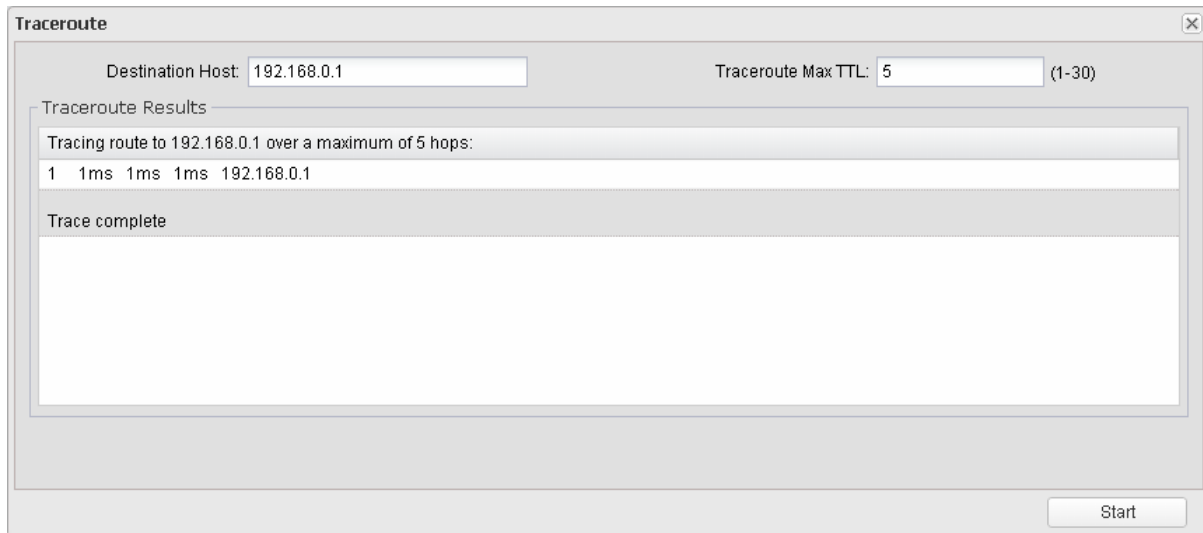 Traceroute
Destination Host: 192.168.0.1 Traceroute Max TTL: 5 (1-30)
Traceroute Results
Tracing route to 192.168.0.1 over a maximum of 5 hops:
1 1ms 1ms 1ms 192.168.0.1
Trace complete
Start